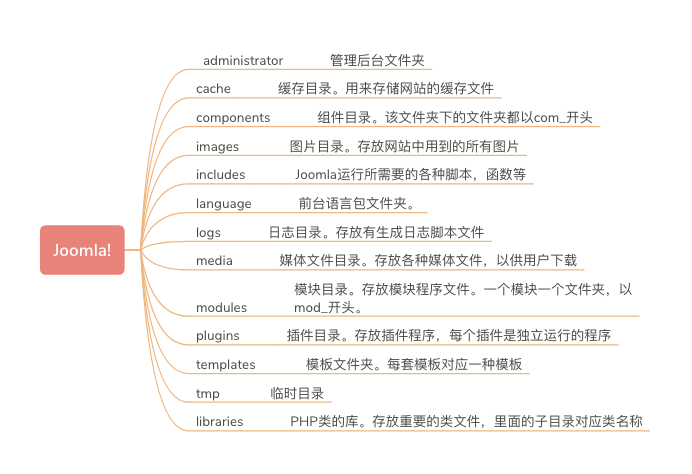 administrator 管理后台文件夹
cache 缓存目录。用来存储网站的缓存文件
components 组件目录。该文件夹下的文件夹都以com_开头
images 图片目录。存放网站中用到的所有图片
includes Joomla运行所需要的各种脚本，函数等
language 前台语言包文件夹。
logs 日志目录。存放有生成日志脚本文件
Joomla!
media 媒体文件目录。存放各种媒体文件，以供用户下载
模块目录。存放模块程序文件。一个模块一个文件夹，以
modules mod_开头。
plugins 插件目录。存放插件程序，每个插件是独立运行的程序
templates 模板文件夹。每套模板对应一种模板
tmp 临时目录
libraries PHP类的库。存放重要的类文件，里面的子目录对应类名称